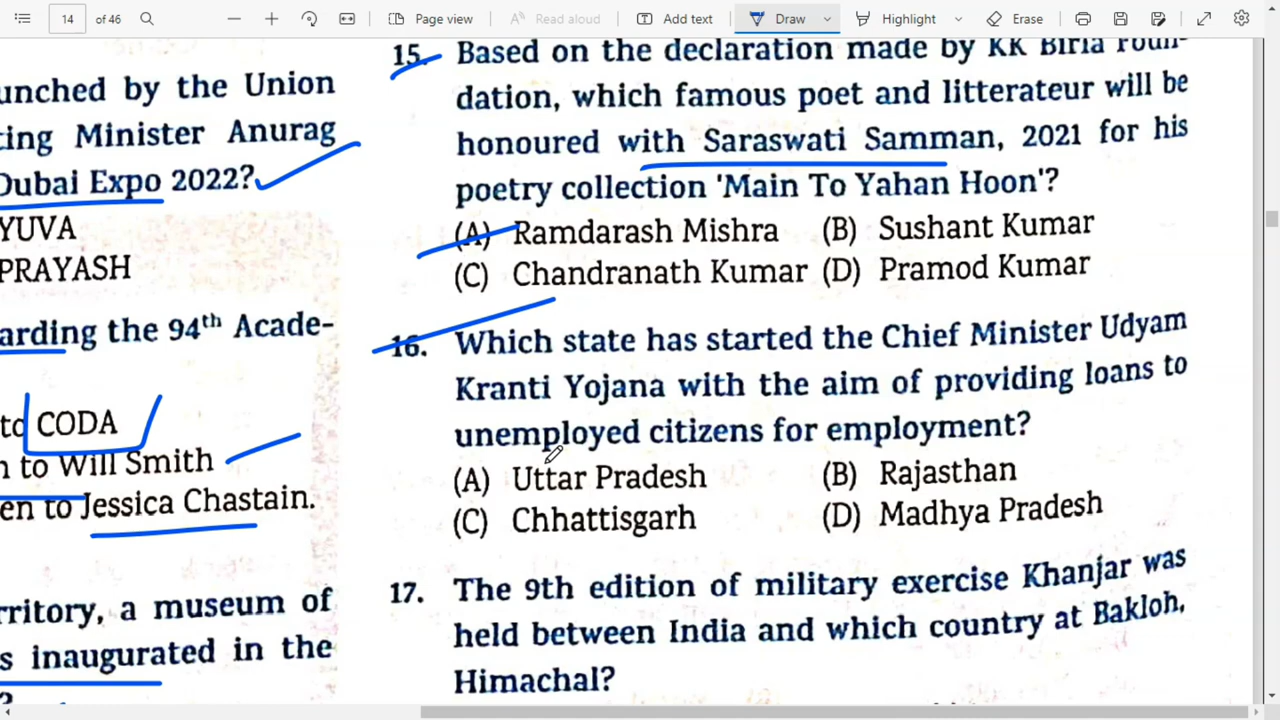 14 of 46
Page view
Read aloud
Add text
Draw
Highlight
Erase
unched by the Union
ting Minister Anurag
Dubai Expo 2022?
YUVA
PRAYASH
arding the 94th Acade-
to CODA
n to Will Smith
en to Jessica Chastain.
rritory, a museum of
s inaugurated in the
?
15. Based on the declaration made by KK Birla Foun-
dation, which famous poet and litterateur will be
honoured with Saraswati Samman, 2021 for his
poetry collection 'Main To Yahan Hoon'?
(A) Ramdarash Mishra (B) Sushant Kumar
(C) Chandranath Kumar (D) Pramod Kumar
16. Which state has started the Chief Minister Udyam
Kranti Yojana with the aim of providing loans to
unemployed citizens for employment?
(A) Uttar Pradesh (B) Rajasthan
(C) Chhattisgarh (D) Madhya Pradesh
17. The 9th edition of military exercise Khanjar was
held between India and which country at Bakloh,
Himachal?